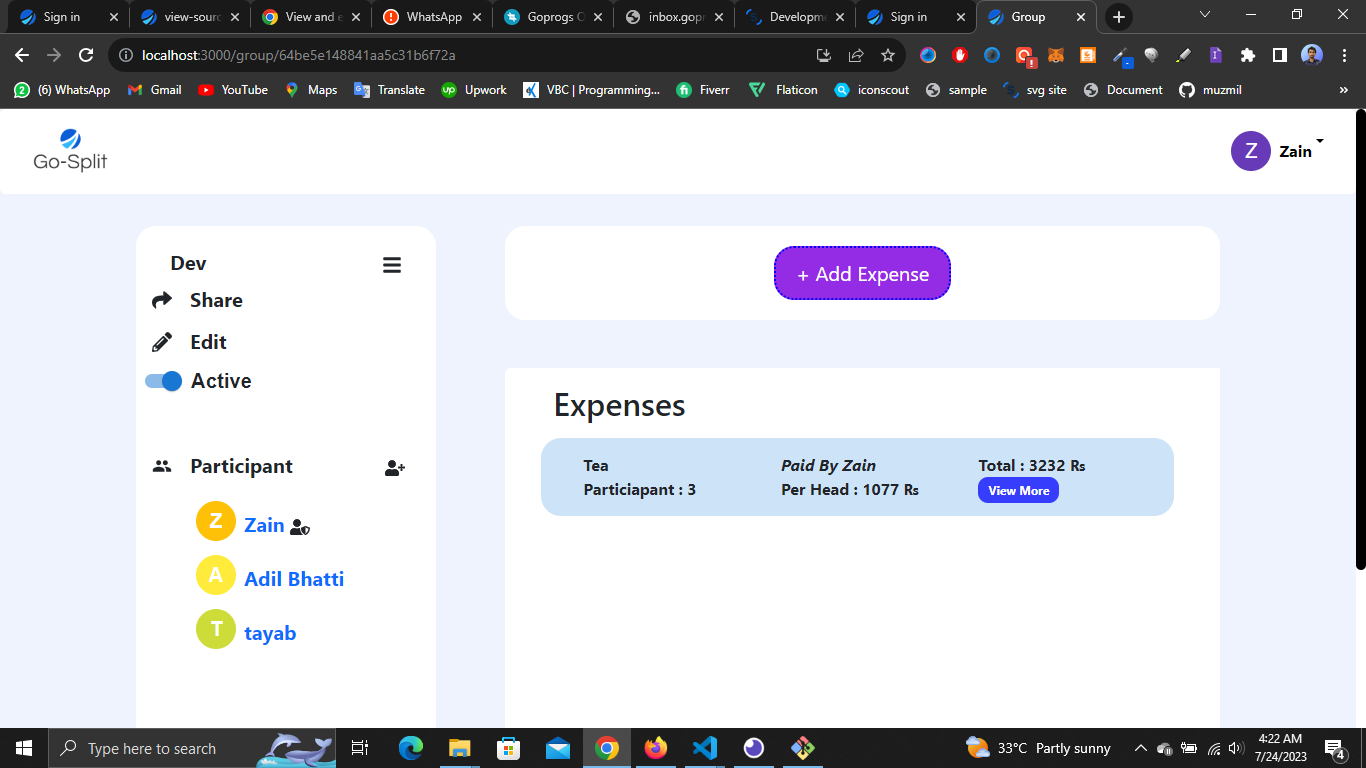 Sign in
view-sourc
View and e
WhatsApp
Goprogs O
inbox.gopr
Developme
Sign in
Group
localhost:3000/group/64be5e148841aa5c31b6f72a
(6) WhatsApp
Gmail
YouTube
Maps
Translate
Upwork
VBC | Programming...
Fiverr
Flaticon
iconscout
sample
svg site
Document
muzmil
Go-Split
Z
Zain
Dev
Share
Edit
Active
Participant
Z
Zain
A
Adil Bhatti
T
tayab
+ Add Expense
Expenses
Tea
Paid By Zain
Total : 3232 Rs
Particiapant : 3
Per Head : 1077 Rs
View More
Type here to search
33°C Partly sunny
4:22 AM
7/24/2023
4